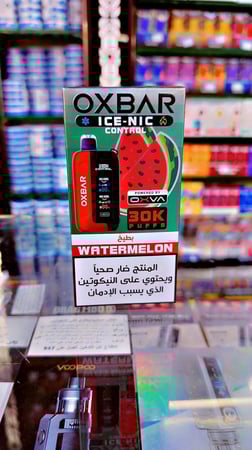 OXBAR
ICE-NIC
CONTROL
OXBAR
POWERED BY
OXVA
30K
PUFFS
بطيخ
WATERMELON
المنتج ضار صحياً
ويحتوي على النيكوتين
الذي يسبب الإدمان
VOOPOO